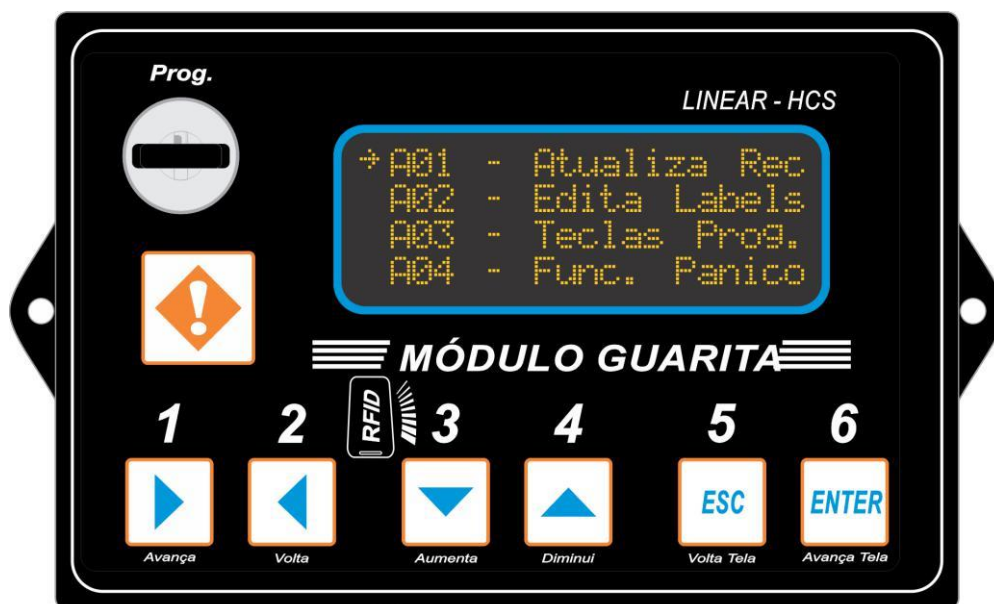 Prog.
LINEAR - HCS
→A01 - Atualiza Rec
A02 - Edita Labels
A03 - Teclas Prog.
A04 - Func. Panico
!
MÓDULO GUARITA
1 2 RFID 3 4 5 6
ESC ENTER
Avança Volta Aumenta Diminui Volta Tela Avança Tela